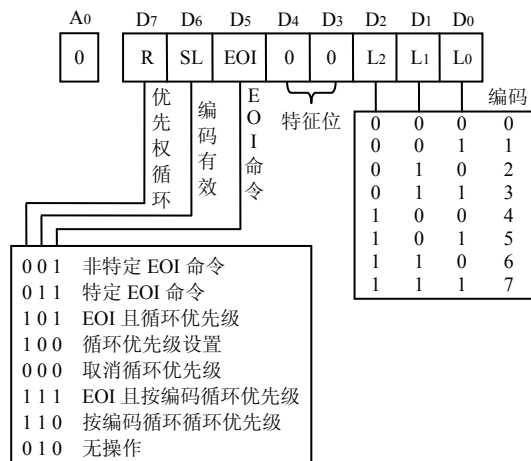 A0 D7 D6 D5 D4 D3 D2 D1 D0
0 R SL EOI 0 0 L2 L1 L0
优先权循环
编码有效
EOI命令
特征位
编码
0 0 0 0
0 0 1 1
0 1 0 2
0 1 1 3
1 0 0 4
1 0 1 5
1 1 0 6
1 1 1 7
0 0 1 非特定 EOI 命令
0 1 1 特定 EOI 命令
1 0 1 EOI 且循环优先级
1 0 0 循环优先级设置
0 0 0 取消循环优先级
1 1 1 EOI 且按编码循环优先级
1 1 0 按编码循环循环优先级
0 1 0 无操作